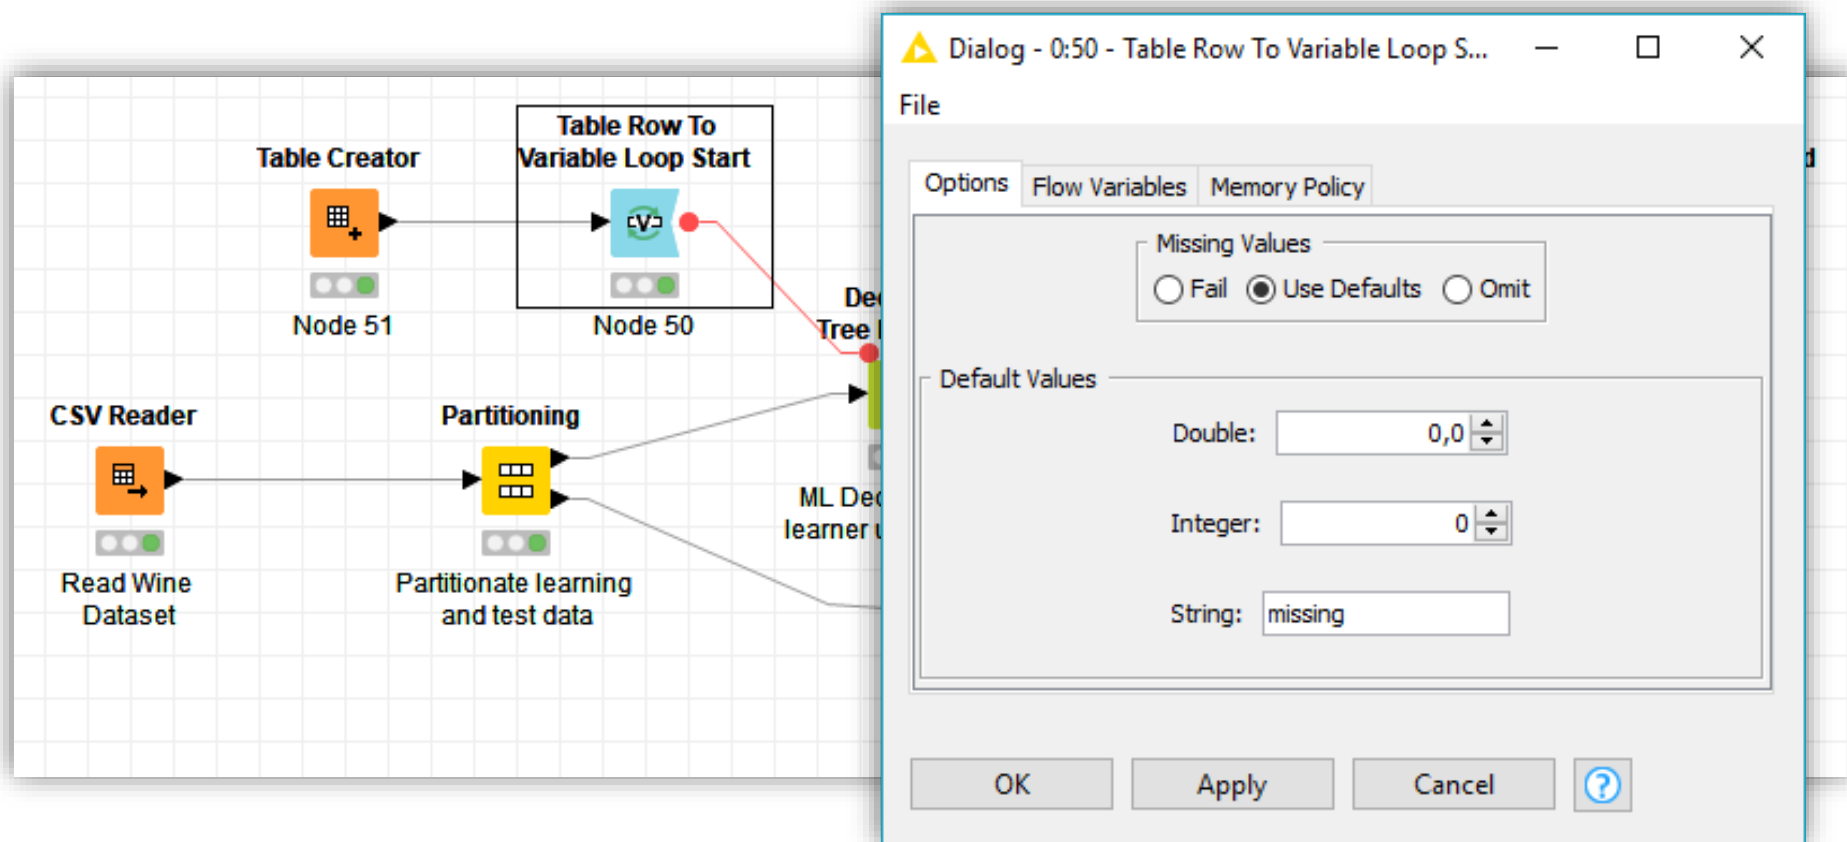 Dialog - 0:50 - Table Row To Variable Loop S...
File
Options
Flow Variables
Memory Policy
Missing Values
Fail
Use Defaults
Omit
Default Values
Double: 0,0
Integer: 0
String: missing
OK
Apply
Cancel
?
Table Creator
Node 51
Table Row To
Variable Loop Start
V
Node 50
Tree
CSV Reader
Read Wine
Dataset
Partitioning
Partitionate learning
and test data
ML
learner